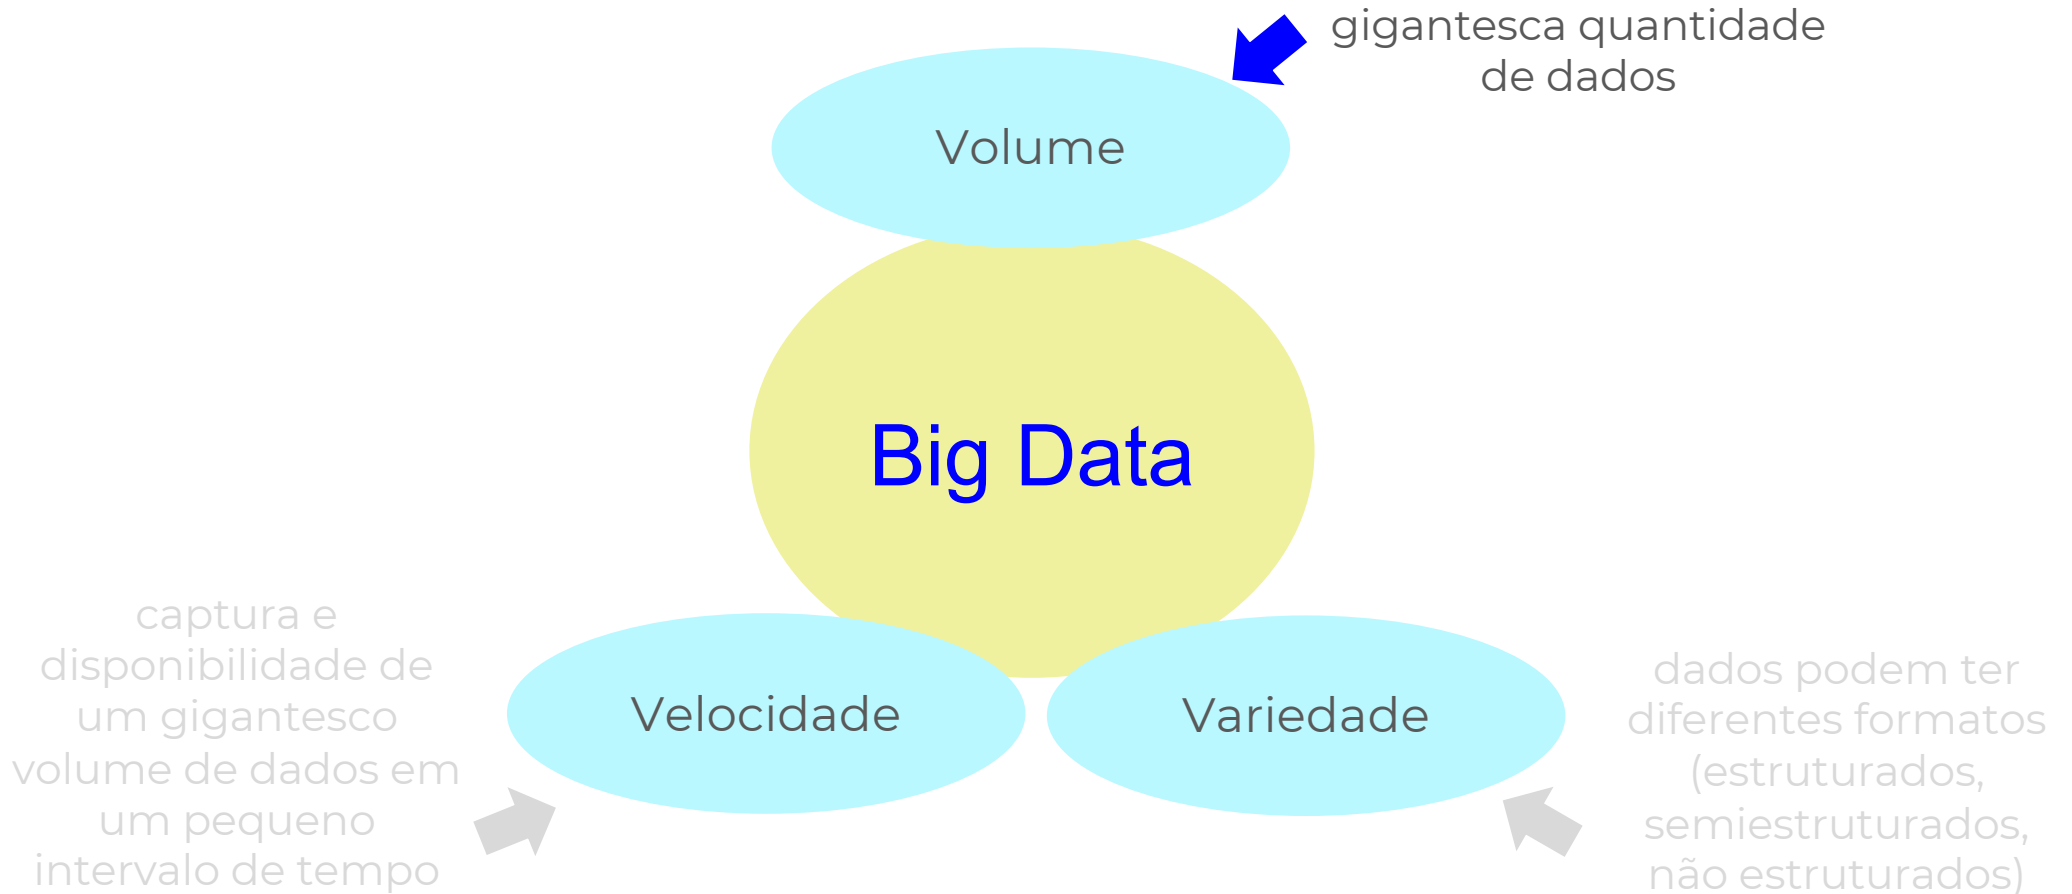 gigantesca quantidade
de dados
Volume
Big Data
captura e
disponibilidade de
um gigantesco
volume de dados em
um pequeno
intervalo de tempo
Velocidade
Variedade
dados podem ter
diferentes formatos
(estruturados,
semiestruturados,
não estruturados)